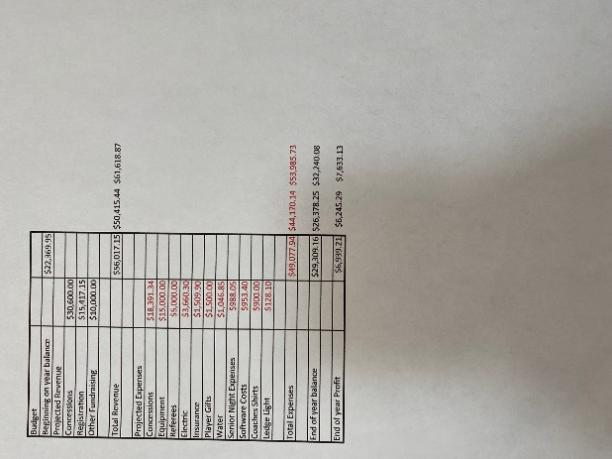 Budget
Beginning on year balance $22,369.95
Projected Revenue
Concessions $30,600.00
Registration $15,417.15
Other Fundraising $10,000.00
Total Revenue $56,017.15 $50,415.44 $61,618.87
Projected Expenses
Concessions $18,391.34
Equipment $15,000.00
Referees $5,000.00
Electric $3,660.30
Insurance $1,509.90
Player Gifts $1,500.00
Water $1,046.85
Senior Night Expenses $988.05
Software Costs $953.40
Coaches Shirts $900.00
Ledge Light $128.10
Total Expenses $49,077.94 $44,170.14 $53,985.73
End of year balance $29,309.16 $26,378.25 $32,240.08
End of year Profit $6,939.21 $6,245.29 $7,633.13